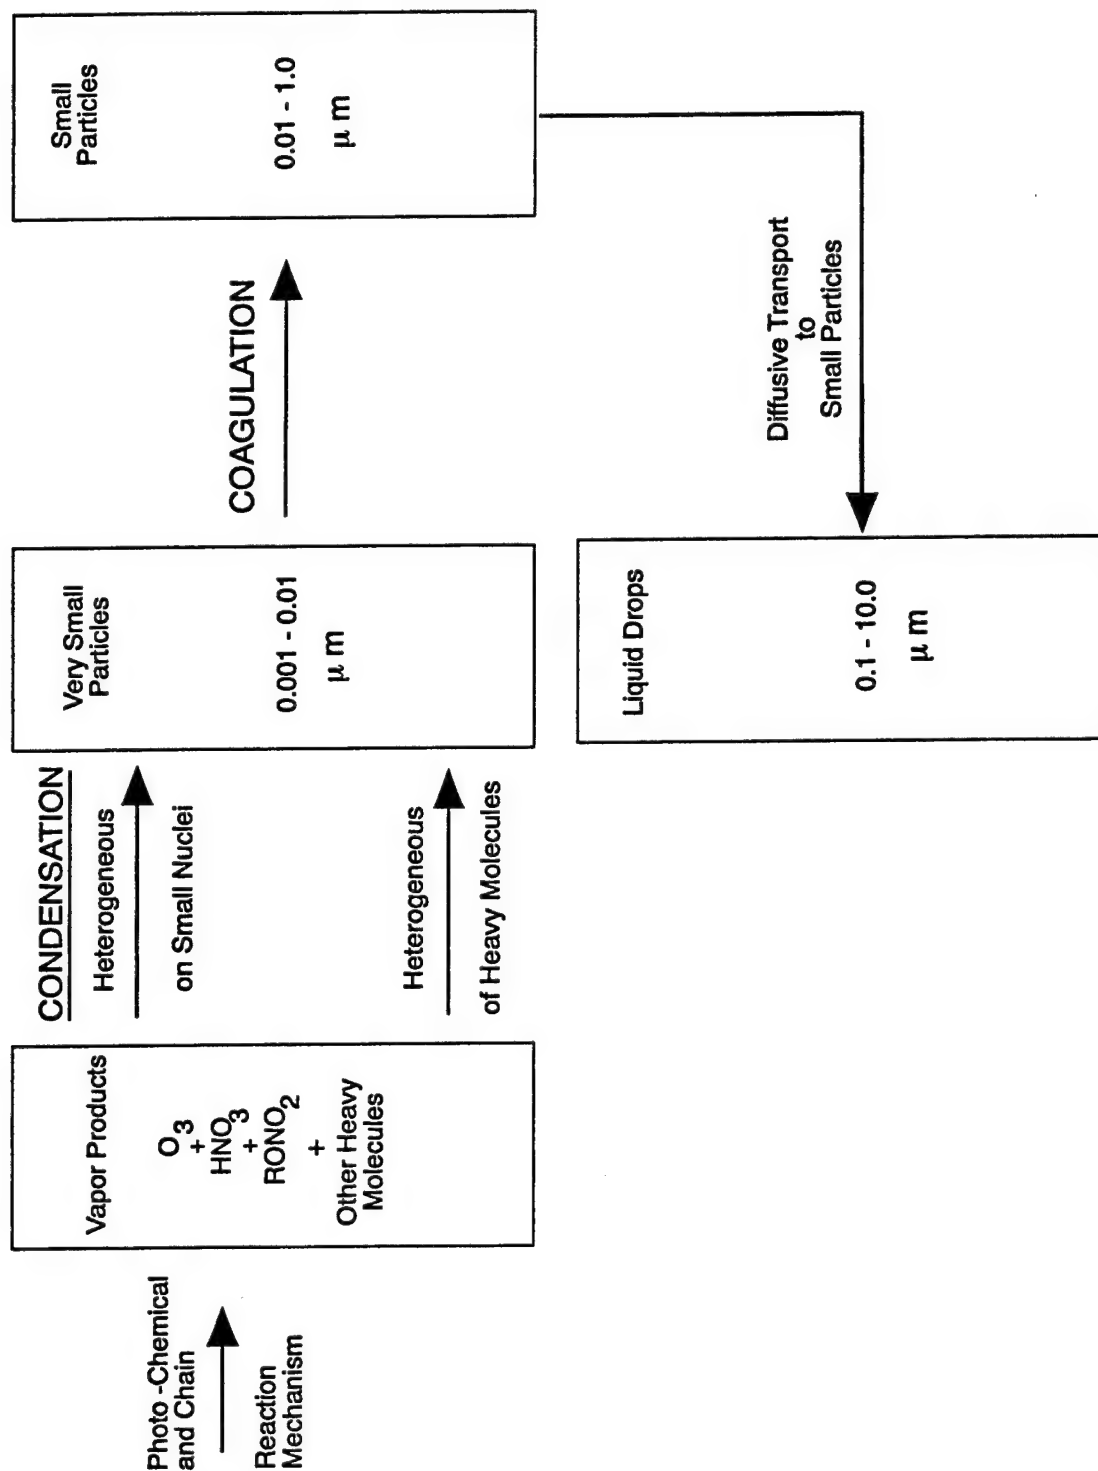 Photo -Chemical
and Chain
Reaction
Mechanism
Vapor Products
O3
+
HNO3
+
RONO2
+
Other Heavy
Molecules
CONDENSATION
Heterogeneous
on Small Nuclei
Heterogeneous
of Heavy Molecules
Very Small
Particles
0.001 - 0.01
μ m
COAGULATION
Small
Particles
0.01 - 1.0
μ m
Diffusive Transport
to
Small Particles
Liquid Drops
0.1 - 10.0
μ m